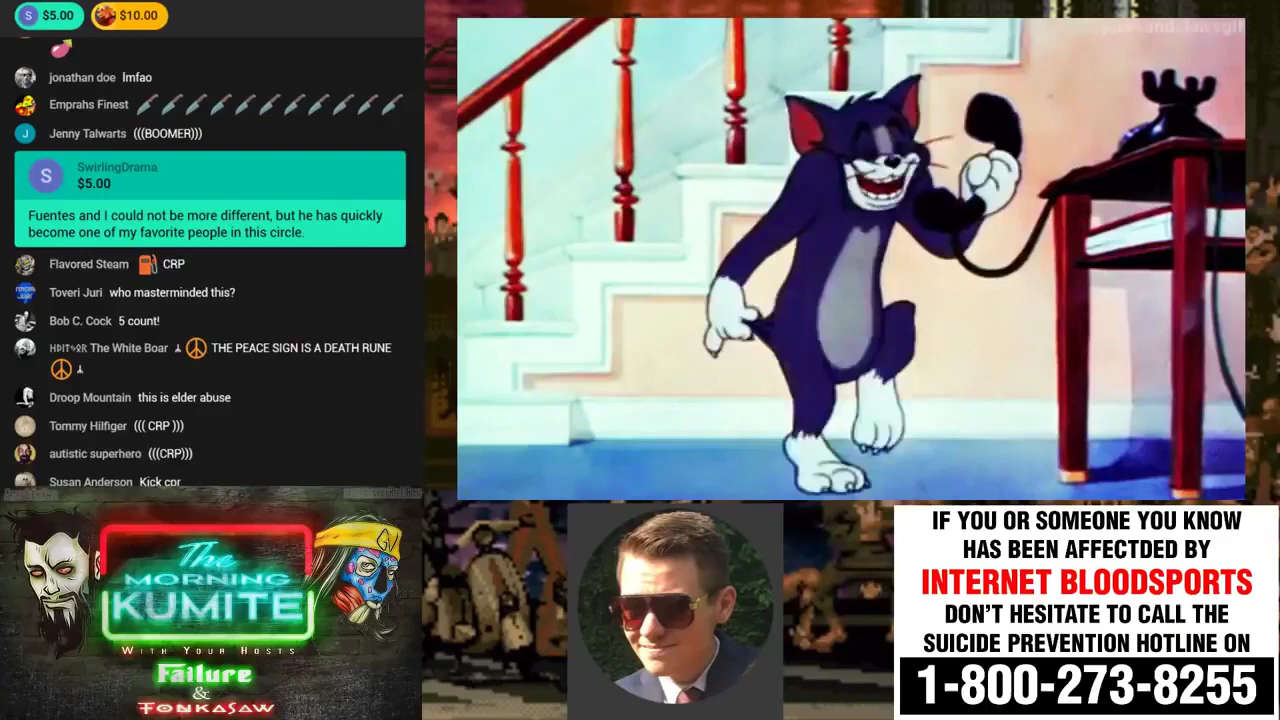 S $5.00 $10.00
jonathan doe lmfao
Emprahs Finest
J Jenny Talwarts (((BOOMER)))
S SwirlingDrama
$5.00
Fuentes and I could not be more different, but he has quickly
become one of my favorite people in this circle.
Flavored Steam CRP
Toveri Juri who masterminded this?
Bob C. Cock 5 count!
The White Boar ⅄ ☮ THE PEACE SIGN IS A DEATH RUNE
☮ ⅄
Droop Mountain this is elder abuse
Tommy Hilfiger ((( CRP )))
autistic superhero (((CRP)))
Susan Anderson Kick cpr
The
MORNING
KUMITE
WITH YOUR HOSTS
Failure
&
TONKASAW
IF YOU OR SOMEONE YOU KNOW
HAS BEEN AFFECTDED BY
INTERNET BLOODSPORTS
DON'T HESITATE TO CALL THE
SUICIDE PREVENTION HOTLINE ON
1-800-273-8255